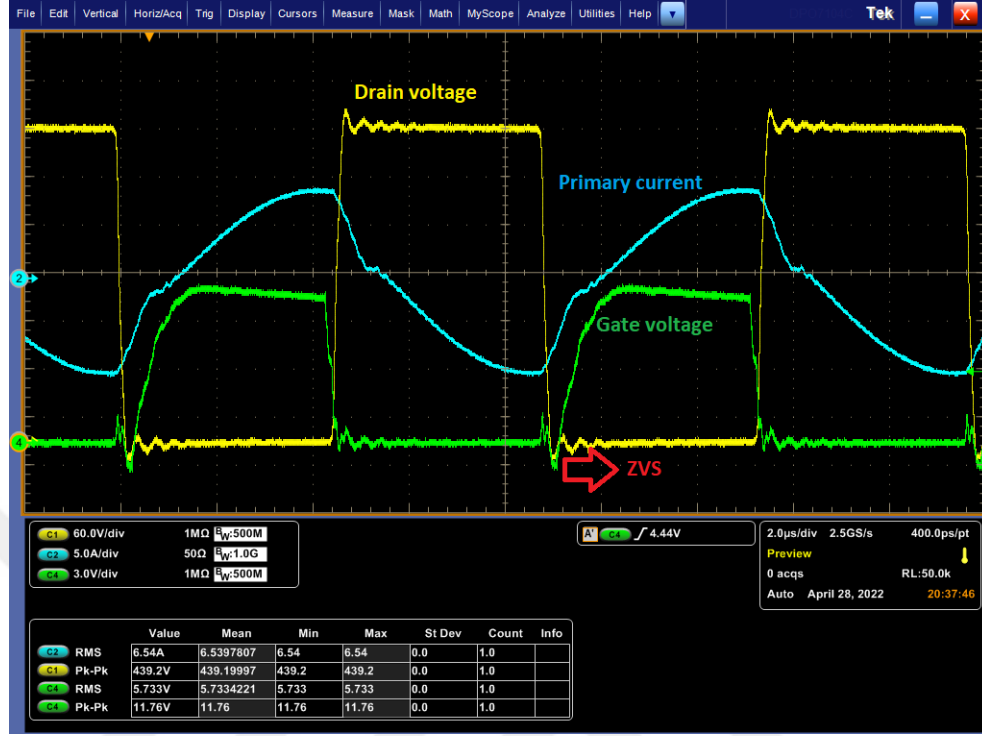 File Edit Vertical Horiz/Acq Trig Display Cursors Measure Mask Math MyScope Analyze Utilities Help Tek X
Drain voltage
Primary current
2
Gate voltage
4
ZVS
C1 60.0V/div 1MΩ BW:500M
C2 5.0A/div 50Ω BW:1.0G
C4 3.0V/div 1MΩ BW:500M
A' C4 ʃ 4.44V
2.0µs/div 2.5GS/s 400.0ps/pt
Preview
0 acqs RL:50.0k
Auto April 28, 2022 20:37:46
Value Mean Min Max St Dev Count Info
C2 RMS 6.54A 6.5397807 6.54 6.54 0.0 1.0
C1 Pk-Pk 439.2V 439.19997 439.2 439.2 0.0 1.0
C4 RMS 5.733V 5.7334221 5.733 5.733 0.0 1.0
C4 Pk-Pk 11.76V 11.76 11.76 11.76 0.0 1.0